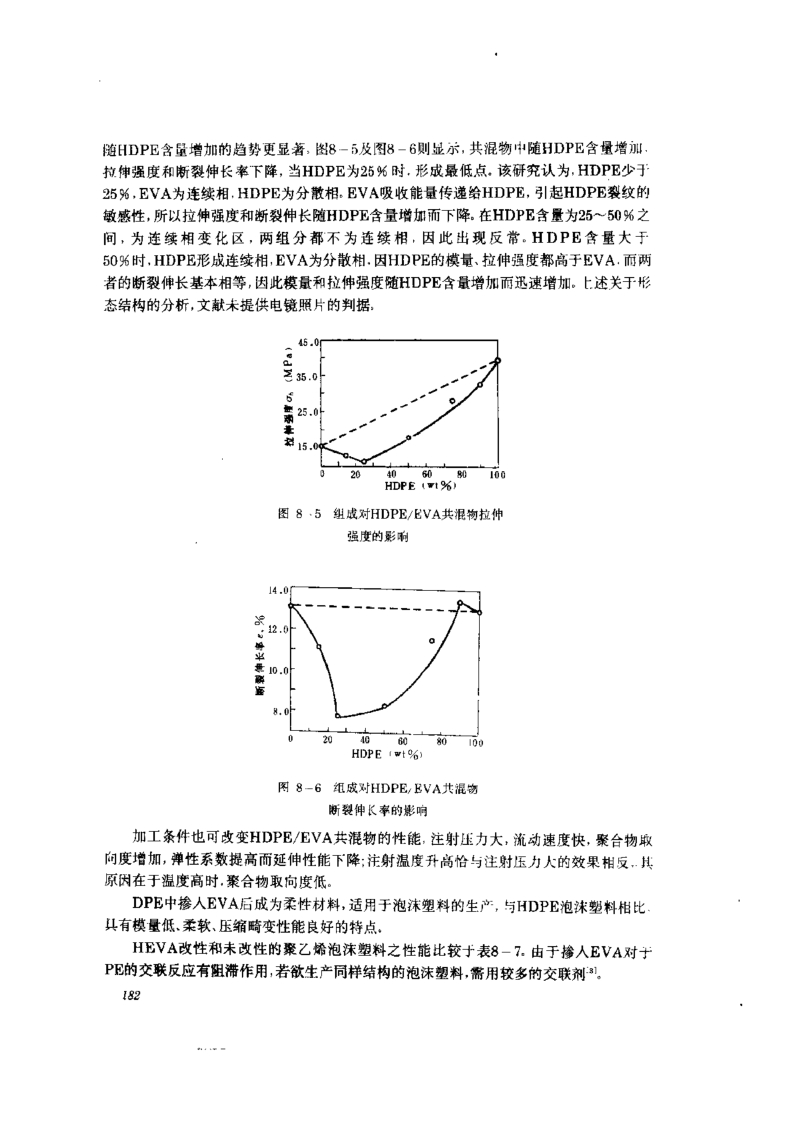 随HDPE含量增加的趋势更显著,图8-5及图8-6则显示,共混物中随HDPE含量增加,
拉伸强度和断裂伸长率下降,当HDPE为25%时,形成最低点。该研究认为,HDPE少于
25%,EVA为连续相,HDPE为分散相。EVA吸收能量传递给HDPE,引起HDPE裂纹的
敏感性,所以拉伸强度和断裂伸长随HDPE含量增加而下降。在HDPE含量为25~50%之
间,为连续相变化区,两组分都不为连续相,因此出现反常。HDPE含量大于
50%时,HDPE形成连续相,EVA为分散相,因HDPE的模量、拉伸强度都高于EVA,而两
者的断裂伸长基本相等,因此模量和拉伸强度随HDPE含量增加而迅速增加。上述关于形
态结构的分析,文献未提供电镜照片的判据。
拉伸强度σb (MPa)
45.0
35.0
25.0
15.0
0 20 40 60 80 100
HDPE (wt%)
图 8-5 组成对HDPE/EVA共混物拉伸
强度的影响
断裂伸长率ε,%
14.0
12.0
10.0
8.0
0 20 40 60 80 100
HDPE (wt%)
图 8-6 组成对HDPE/EVA共混物
断裂伸长率的影响
加工条件也可改变HDPE/EVA共混物的性能,注射压力大,流动速度快,聚合物取
向度增加,弹性系数提高而延伸性能下降;注射温度升高恰与注射压力大的效果相反,其
原因在于温度高时,聚合物取向度低。
DPE中掺人EVA后成为柔性材料,适用于泡沫塑料的生产,与HDPE泡沫塑料相比,
具有模量低、柔软、压缩畸变性能良好的特点。
HEVA改性和未改性的聚乙烯泡沫塑料之性能比较于表8-7。由于掺人EVA对于
PE的交联反应有阻滞作用,若欲生产同样结构的泡沫塑料,需用较多的交联剂[3]。
182